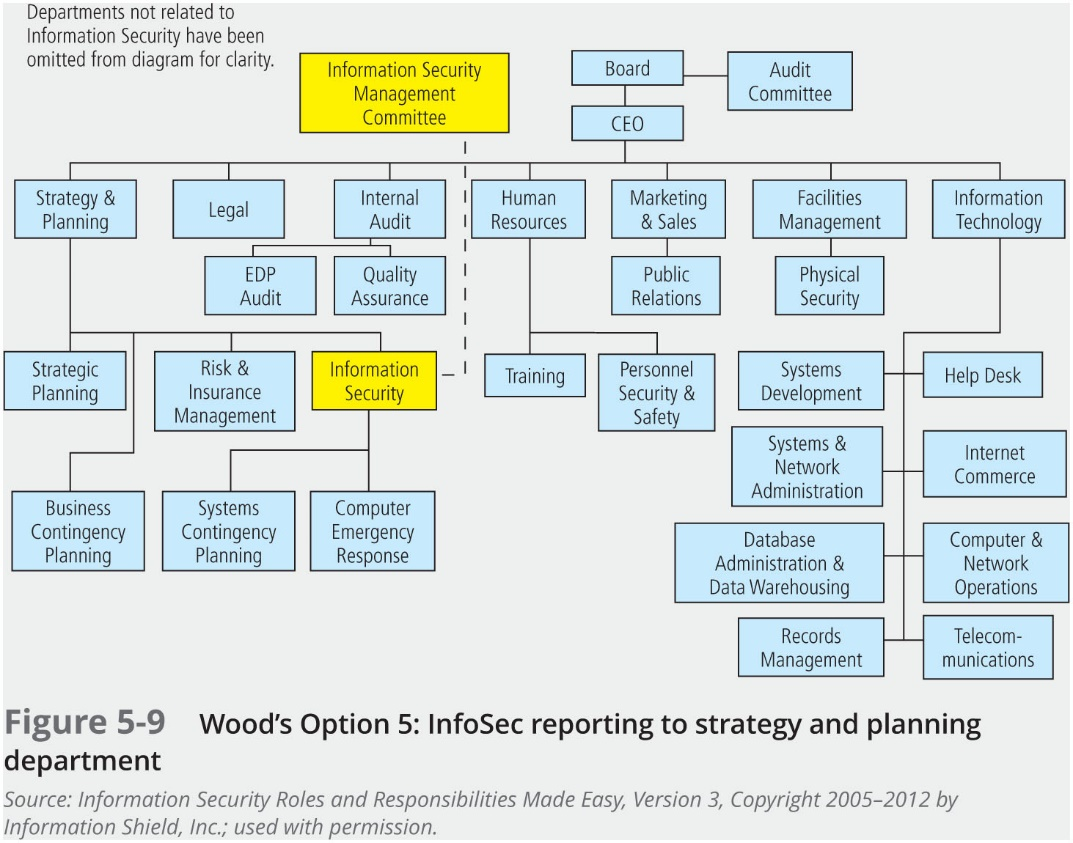 Departments not related to
Information Security have been
omitted from diagram for clarity.
Information Security
Management
Committee
Board
Audit
Committee
CEO
Strategy &
Planning
Legal
Internal
Audit
Human
Resources
Marketing
& Sales
Facilities
Management
Information
Technology
EDP
Audit
Quality
Assurance
Public
Relations
Physical
Security
Strategic
Planning
Risk &
Insurance
Management
Information
Security
Training
Personnel
Security &
Safety
Systems
Development
Help Desk
Systems &
Network
Administration
Internet
Commerce
Business
Contingency
Planning
Systems
Contingency
Planning
Computer
Emergency
Response
Database
Administration &
Data Warehousing
Computer &
Network
Operations
Records
Management
Telecom-
munications
Figure 5-9 Wood’s Option 5: InfoSec reporting to strategy and planning
department
Source: Information Security Roles and Responsibilities Made Easy, Version 3, Copyright 2005–2012 by
Information Shield, Inc.; used with permission.